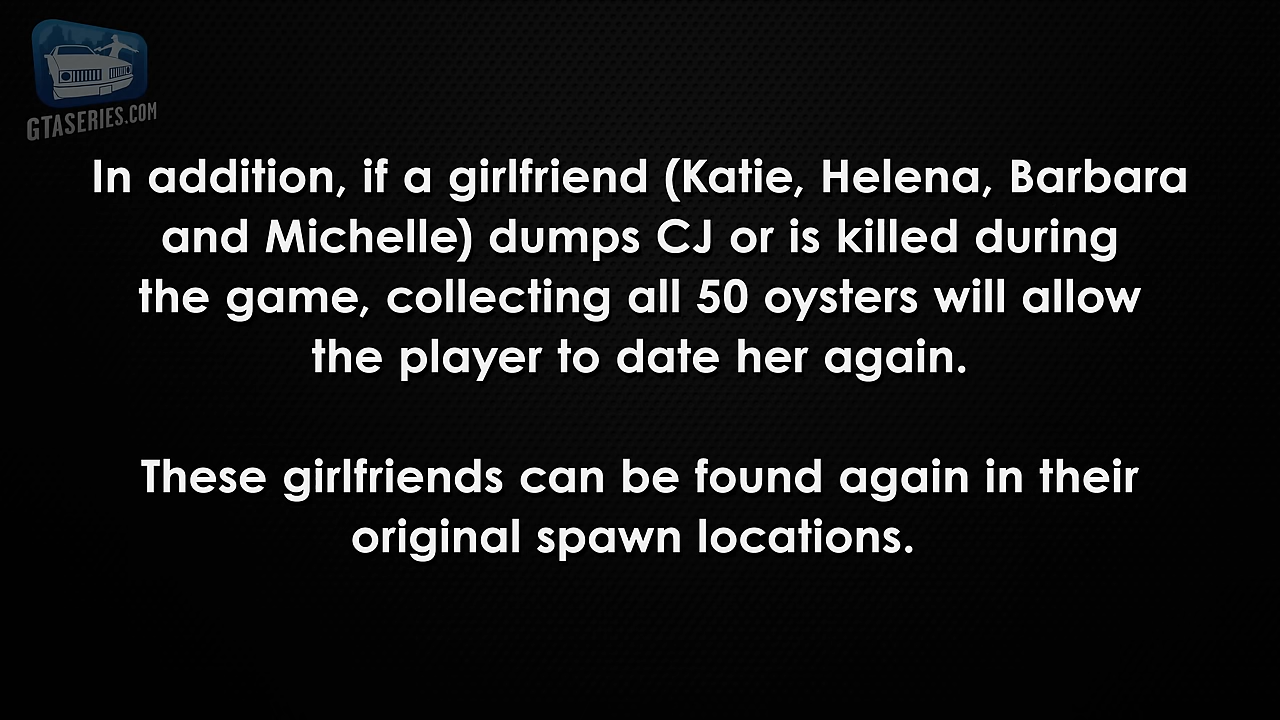 GTASERIES.COM
In addition, if a girlfriend (Katie, Helena, Barbara
and Michelle) dumps CJ or is killed during
the game, collecting all 50 oysters will allow
the player to date her again.
These girlfriends can be found again in their
original spawn locations.